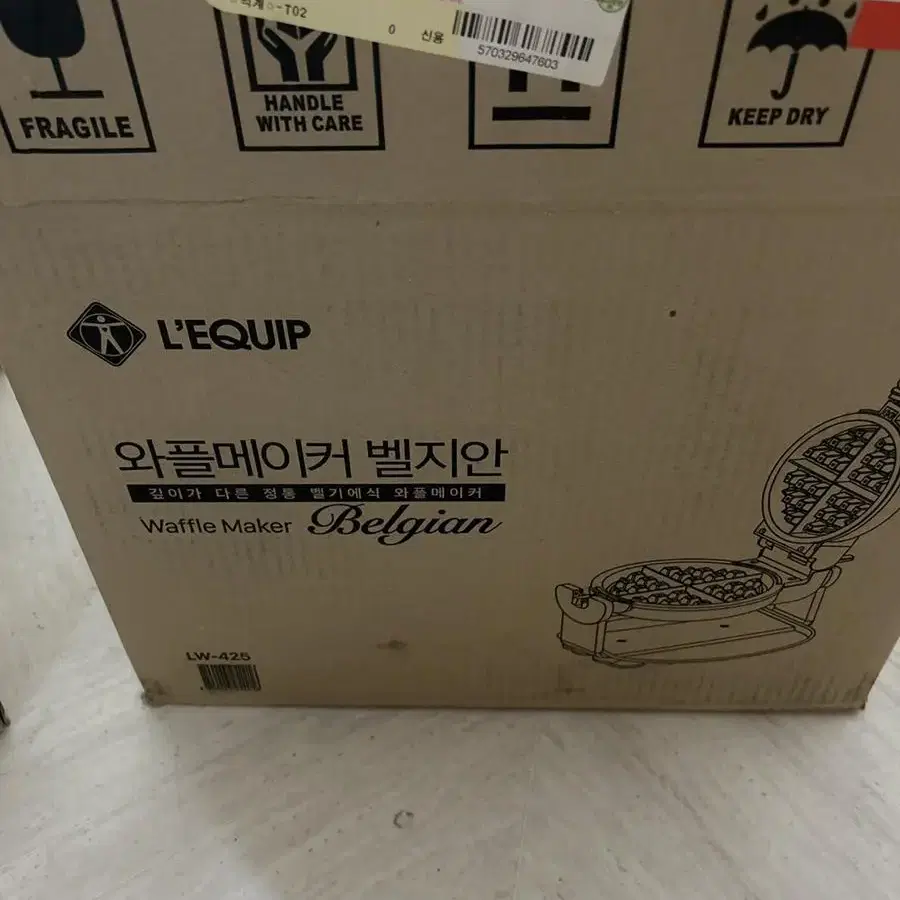 -T02
0 신용
570329647603
FRAGILE
HANDLE
WITH CARE
KEEP DRY
L'EQUIP
와플메이커 벨지안
깊이가 다른 정통 벨기에식 와플메이커
Waffle Maker Belgian
LW-425